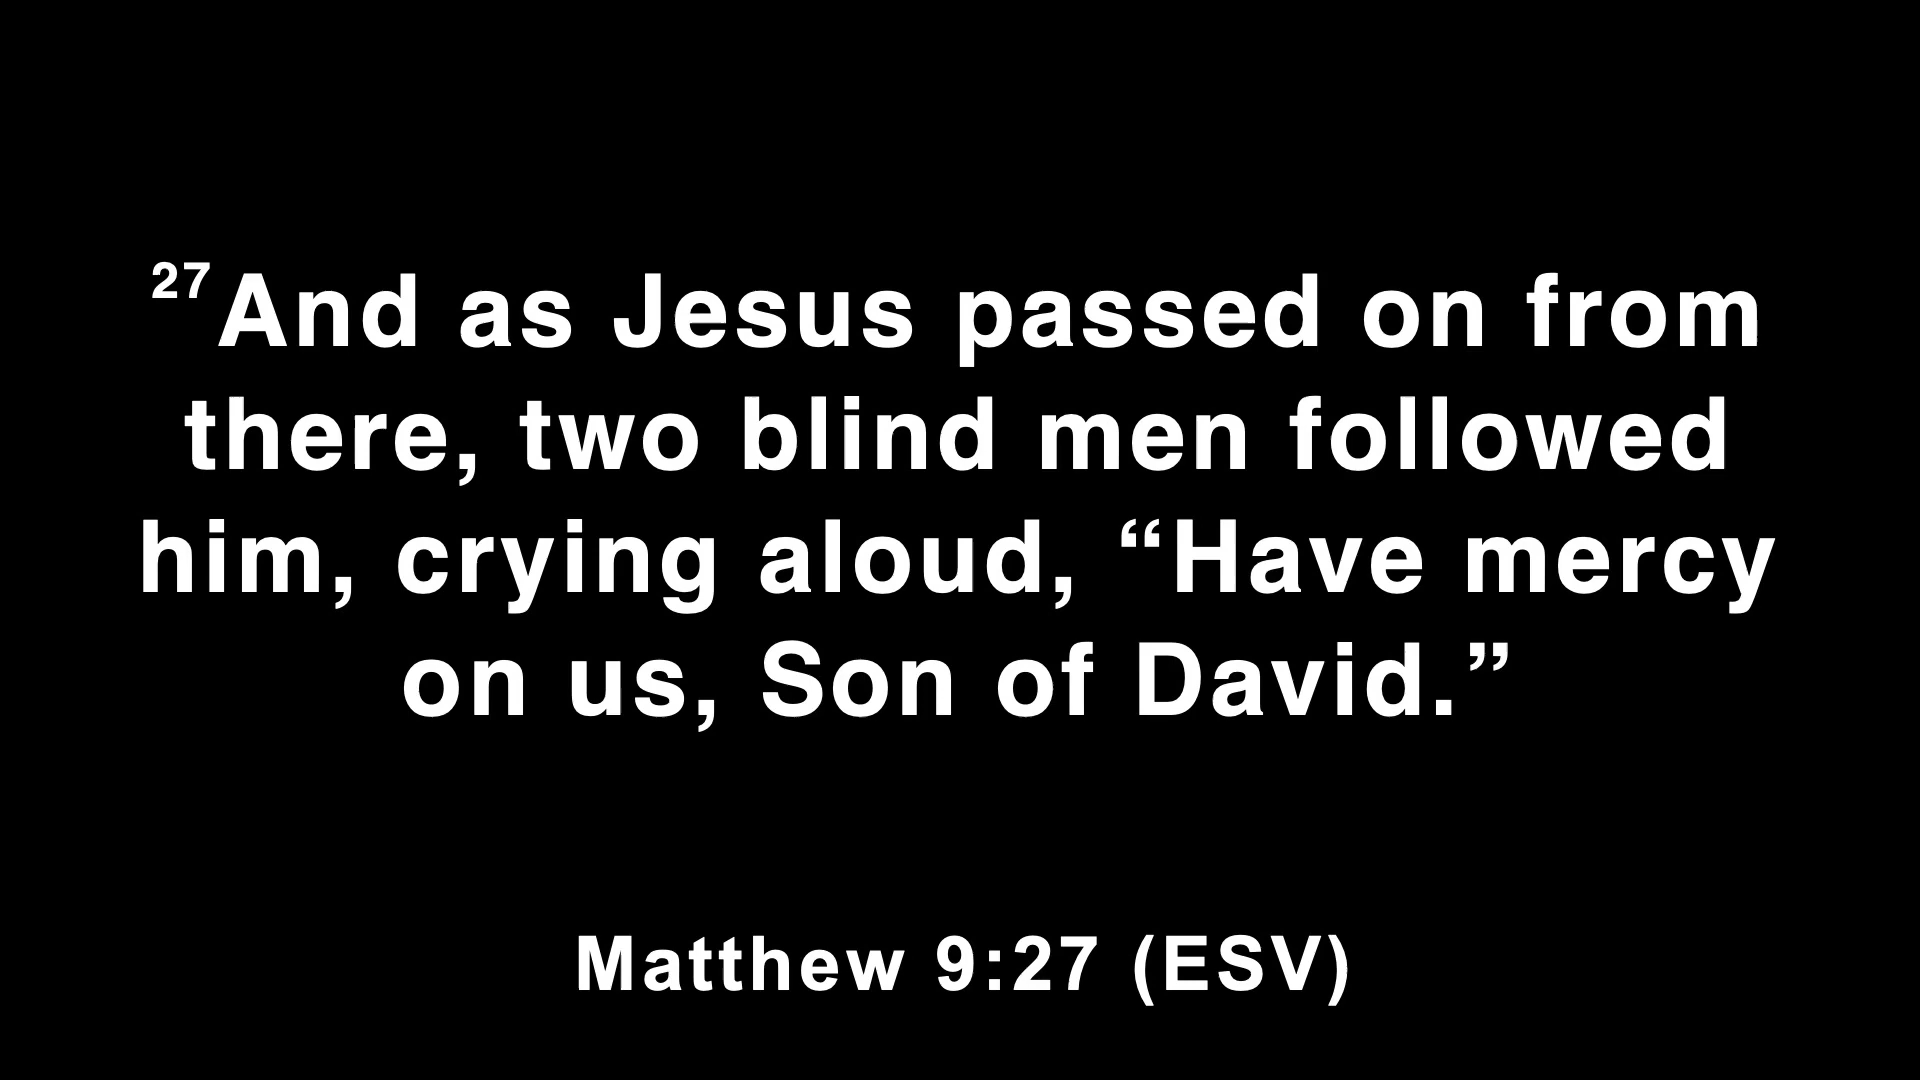 27And as Jesus passed on from
there, two blind men followed
him, crying aloud, “Have mercy
on us, Son of David.”
Matthew 9:27 (ESV)